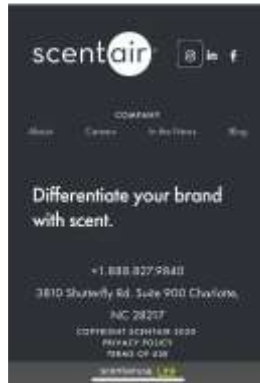 scentair
in f
COMPANY
About Careers In the News Blog
Differentiate your brand
with scent.
+1.888.827.9840
3810 Shutterfly Rd. Suite 900 Charlotte,
NC 28217
COPYRIGHT SCENTAIR 2020
PRIVACY POLICY
TERMS OF USE